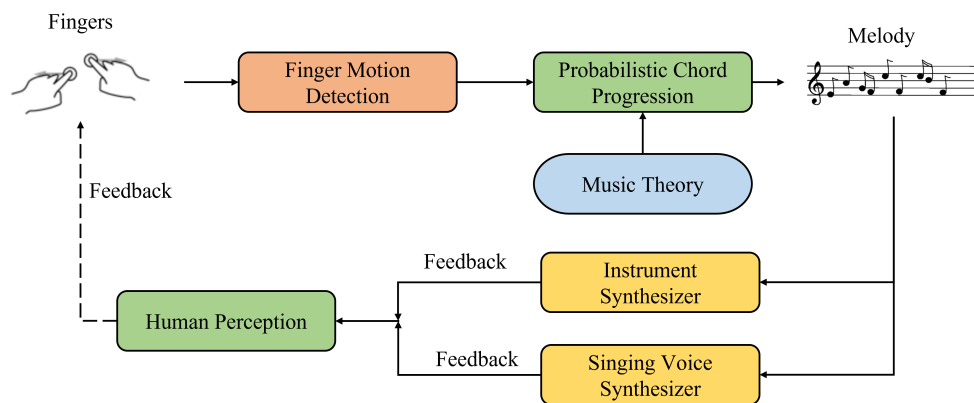 Fingers
Melody
Finger Motion
Detection
Probabilistic Chord
Progression
Music Theory
Feedback
Feedback
Instrument
Synthesizer
Human Perception
Feedback
Singing Voice
Synthesizer